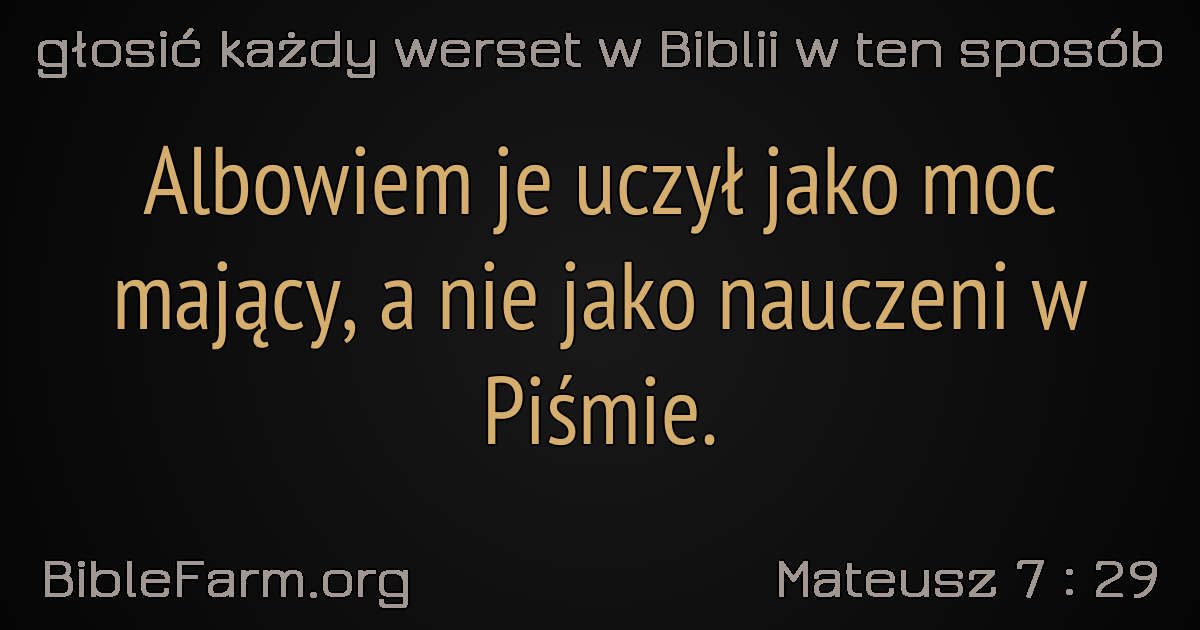 głosić każdy werset w Biblii w ten sposób
Albowiem je uczył jako moc
mający, a nie jako nauczeni w
Piśmie.
BibleFarm.org
Mateusz 7 : 29